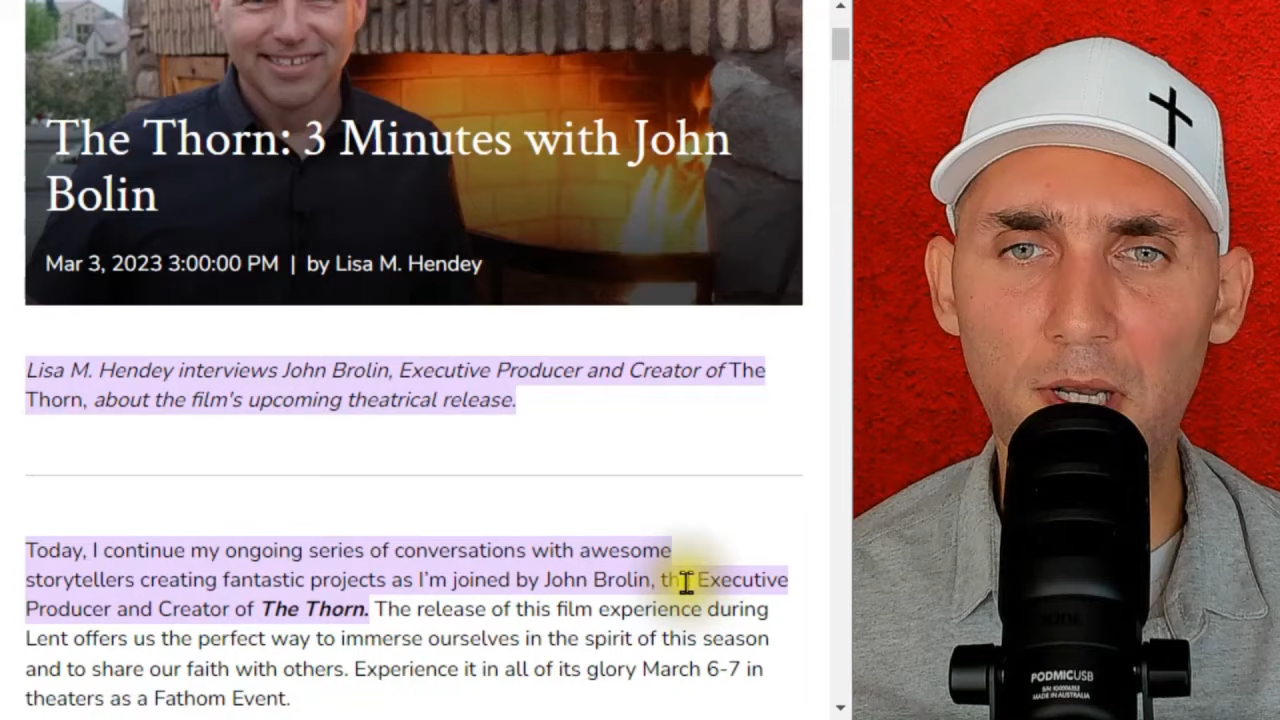 The Thorn: 3 Minutes with John
Bolin
Mar 3, 2023 3:00:00 PM | by Lisa M. Hendey
Lisa M. Hendey interviews John Brolin, Executive Producer and Creator of The
Thorn, about the film's upcoming theatrical release.
Today, I continue my ongoing series of conversations with awesome
storytellers creating fantastic projects as I'm joined by John Brolin, the Executive
Producer and Creator of The Thorn. The release of this film experience during
Lent offers us the perfect way to immerse ourselves in the spirit of this season
and to share our faith with others. Experience it in all of its glory March 6-7 in
theaters as a Fathom Event.
PODMICUSB
MADE IN AUSTRALIA